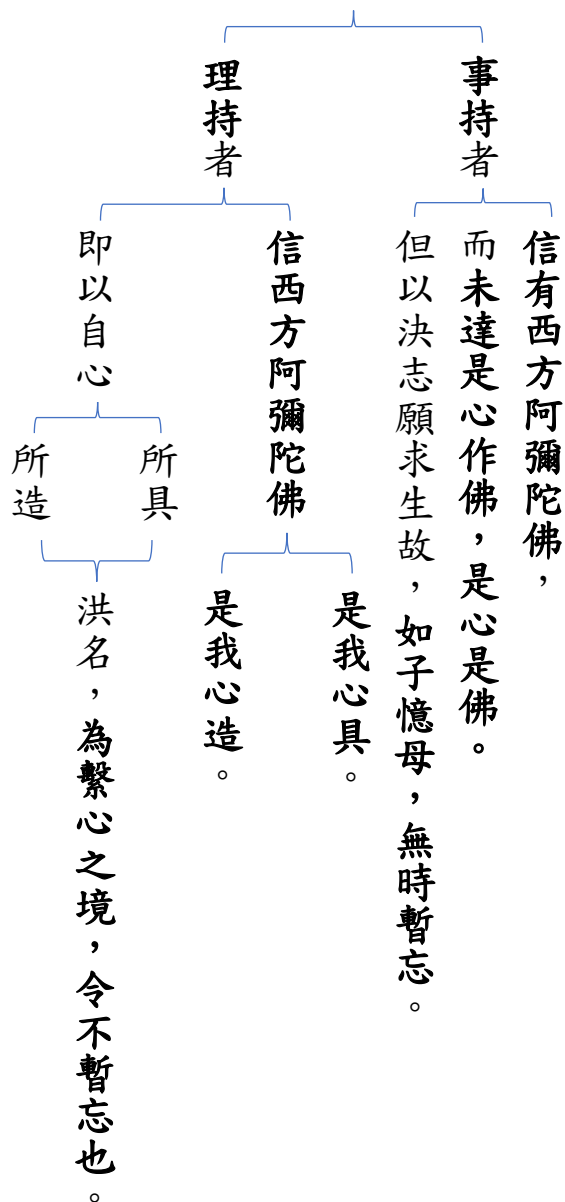 事持者
信有西方阿彌陀佛，
而未達是心作佛，是心是佛。
但以決志願求生故，如子憶母，無時暫忘。
理持者
信西方阿彌陀佛
是我心具。
是我心造。
即以自心
所具
所造
洪名，為繫心之境，令不暫忘也。